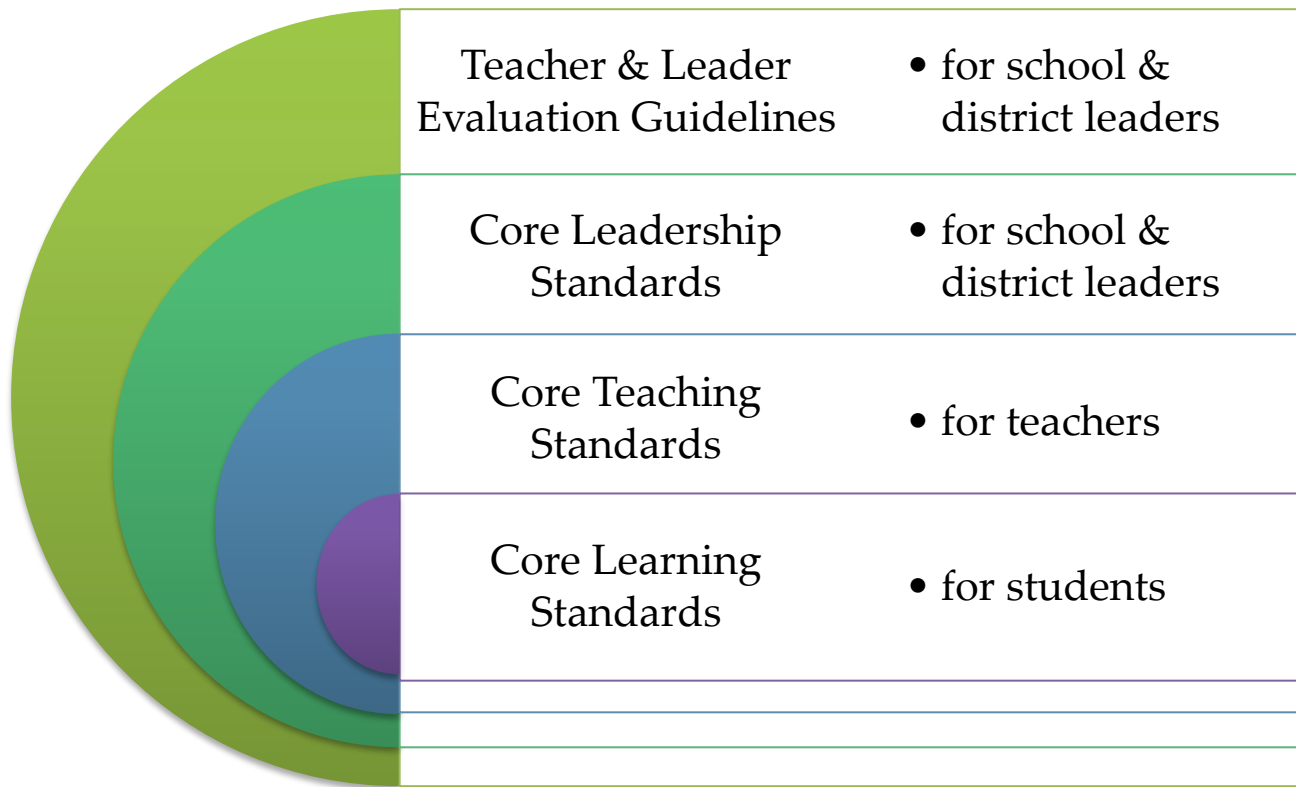 Teacher & Leader
Evaluation Guidelines
• for school &
district leaders
Core Leadership
Standards
• for school &
district leaders
Core Teaching
Standards
• for teachers
Core Learning
Standards
• for students